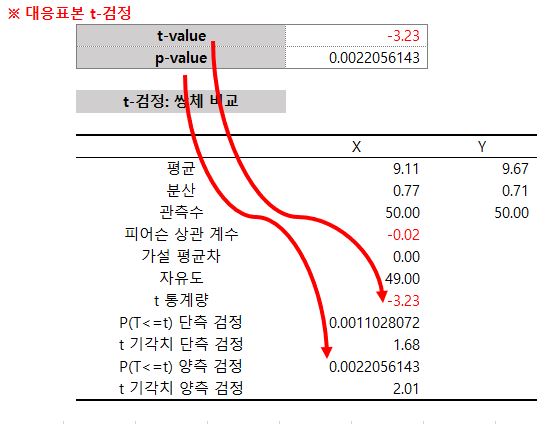 ※ 대응표본 t-검정
t-value -3.23
p-value 0.0022056143
t-검정: 쌍체 비교
X Y
평균 9.11 9.67
분산 0.77 0.71
관측수 50.00 50.00
피어슨 상관 계수 -0.02
가설 평균차 0.00
자유도 49.00
t 통계량 -3.23
P(T<=t) 단측 검정 0.0011028072
t 기각치 단측 검정 1.68
P(T<=t) 양측 검정 0.0022056143
t 기각치 양측 검정 2.01